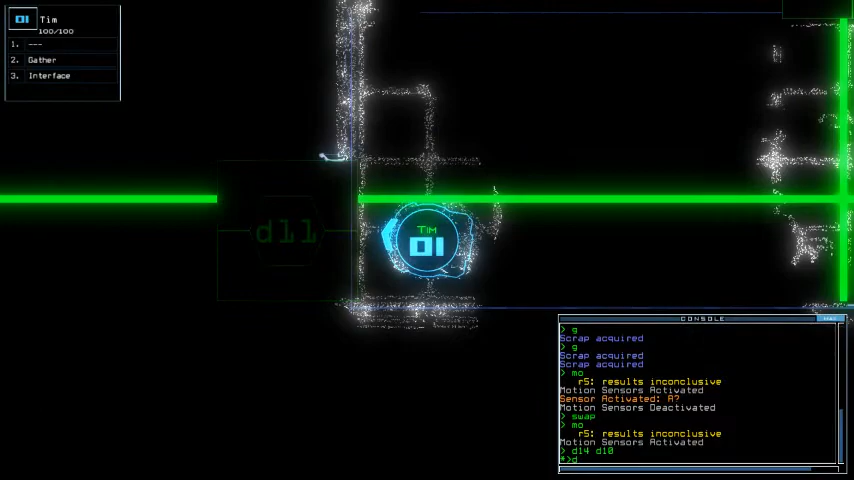 01 Tim
100/100
1. ---
2. Gather
3. Interface
d11
TIM
01
CONSOLE
> g
Scrap acquired
> g
Scrap acquired
Scrap acquired
> mo
r5: results inconclusive
Motion Sensors Activated
Sensor Activated: A?
Motion Sensors Deactivated
> swap
> mo
r5: results inconclusive
Motion Sensors Activated
> d14 d10
*>d